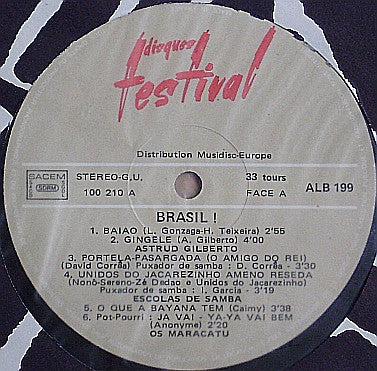 disques
festival
Distribution Musidisc-Europe
SACEM
SDRM
STEREO-G.U.
100 210 A
33 tours
FACE A
ALB 199
BRASIL !
1. BAIAO (L. Gonzaga-H. Teixeira) 2'55
2. GINGELE (A. Gilberto) 4'00
ASTRUD GILBERTO
3. PORTELA-PASARGADA (O AMIGO DO REI)
(David Corrêa) Puxador de samba : D. Corrêa - 3'30
4. UNIDOS DO JACAREZINHO AMENO RESEDA
(Nonô-Sereno-Zé Dedao e Unidos do Jacarezinho)
Puxador de samba : I. Garcia - 3'19
ESCOLAS DE SAMBA
5. O QUE A BAYANA TEM (Caimy) 3'38
6. Pot-Pourri : JA VAI - YA-YA VAI BEM
(Anonyme) 2'20
OS MARACATU